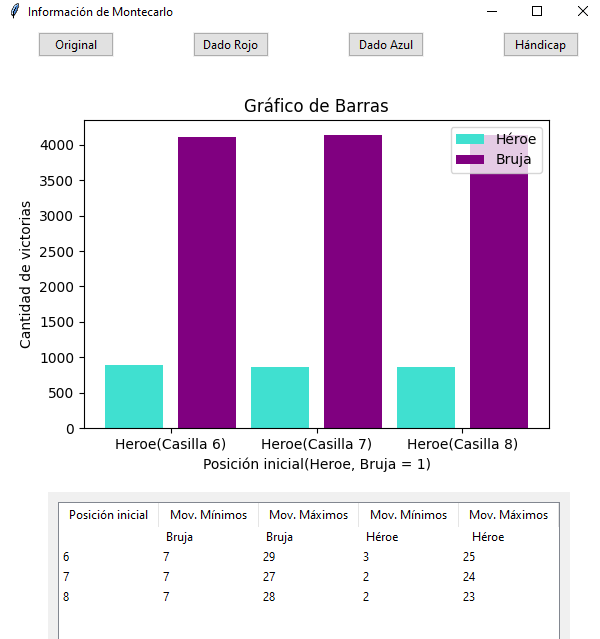 Información de Montecarlo
Original Dado Rojo Dado Azul Hándicap
Gráfico de Barras
Héroe
Bruja
4000
3500
3000
2500
2000
1500
1000
500
0
Cantidad de victorias
Heroe(Casilla 6) Heroe(Casilla 7) Heroe(Casilla 8)
Posición inicial(Heroe, Bruja = 1)
Posición inicial Mov. Mínimos Mov. Máximos Mov. Mínimos Mov. Máximos
Bruja Bruja Héroe Héroe
6 7 29 3 25
7 7 27 2 24
8 7 28 2 23